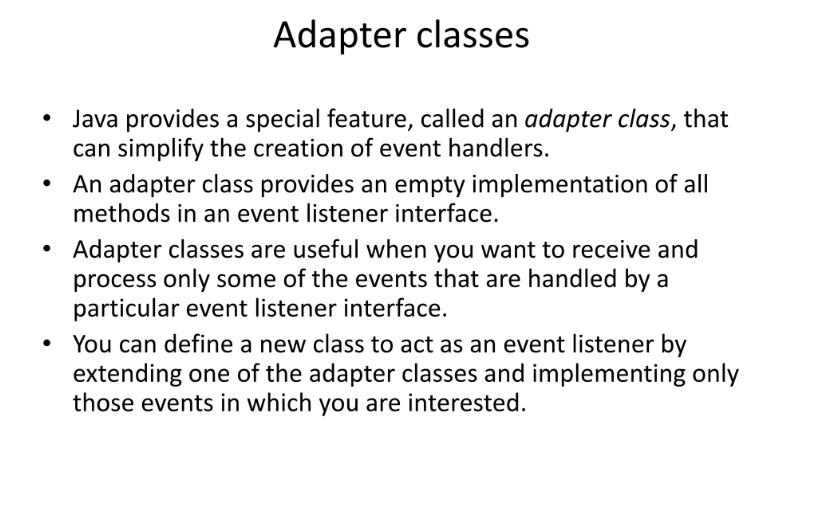 Adapter classes
• Java provides a special feature, called an adapter class, that
can simplify the creation of event handlers.
• An adapter class provides an empty implementation of all
methods in an event listener interface.
• Adapter classes are useful when you want to receive and
process only some of the events that are handled by a
particular event listener interface.
• You can define a new class to act as an event listener by
extending one of the adapter classes and implementing only
those events in which you are interested.